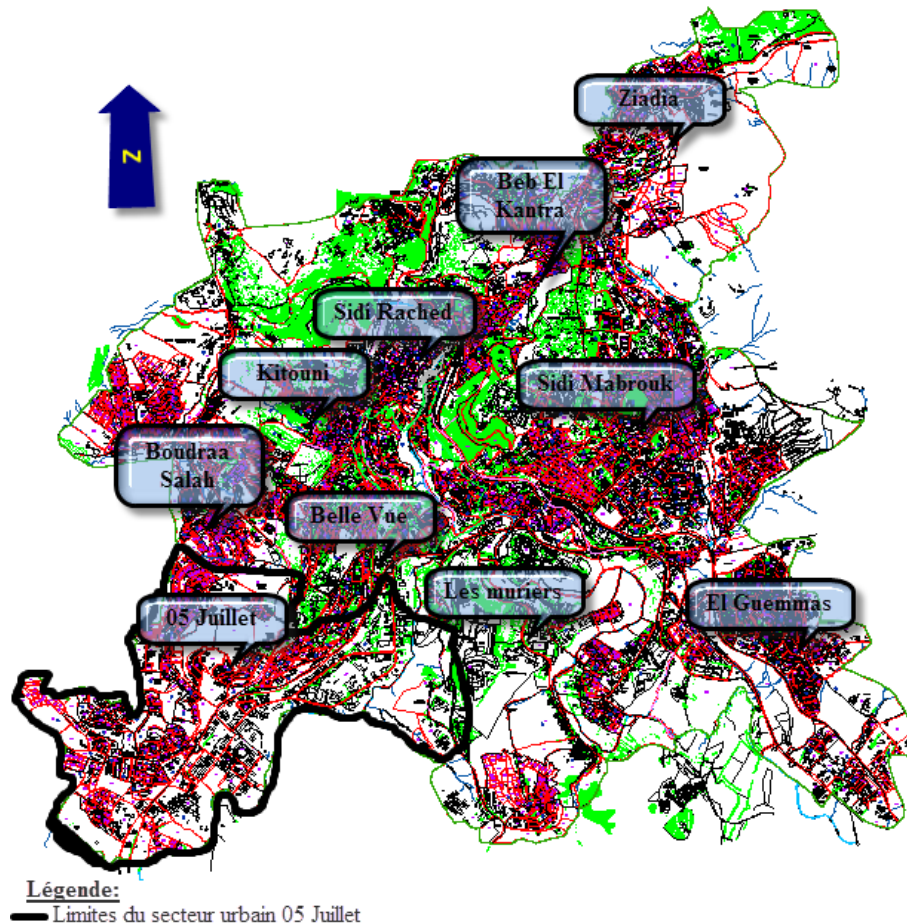 Ziadia
N
Beb El
Kantra
Sidi Rached
Kitouni
Sidi Mabrouk
Boudraa
Salah
Belle Vue
Les muriers
05 Juillet
El Guemmas
Légende:
Limites du secteur urbain 05 Juillet